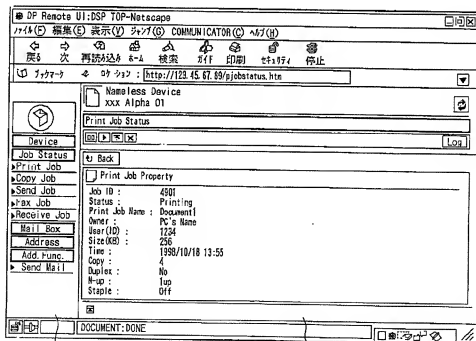 DP Remote UI:DSP TOP-Netscape
ファイル(F) 編集(E) 表示(V) ジャンプ(G) COMMUNICATOR(C) ヘルプ(H)
戻る 次 再読み込み ホーム 検索 ガイド 印刷 セキュリティ 停止
ブックマーク ロケーション : http://123.45.67.89/pjobstatus.htm
Nameless Device
xxx Alpha 01
Print Job Status
Log
Device
Job Status
Print Job
Copy Job
Send Job
Fax Job
Receive Job
Mail Box
Address
Add.Func.
Send Mail
Back
Print Job Property
Job ID : 4901
Status : Printing
Print Job Name : Document1
Owner : PC's Name
User(ID) : 1234
Size(KB) : 256
Time : 1998/10/18 13:55
Copy : 4
Duplex : No
N-up : 1up
Staple : Off
DOCUMENT:DONE